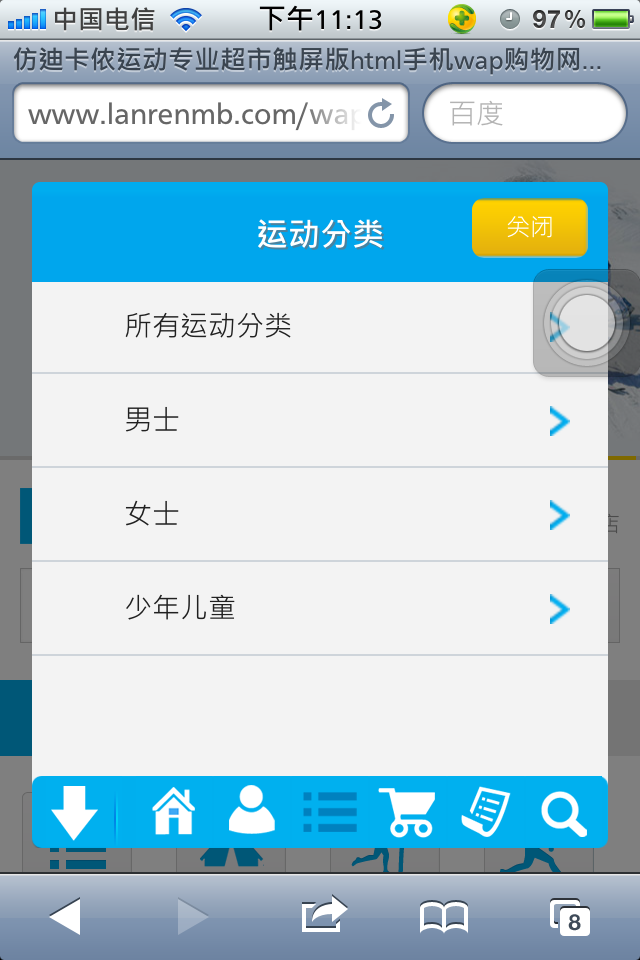 中国电信 下午11:13 97%
仿迪卡侬运动专业超市触屏版html手机wap购物网...
www.lanrenmb.com/wap 百度
运动分类 关闭
所有运动分类
男士
女士
店
少年儿童
8